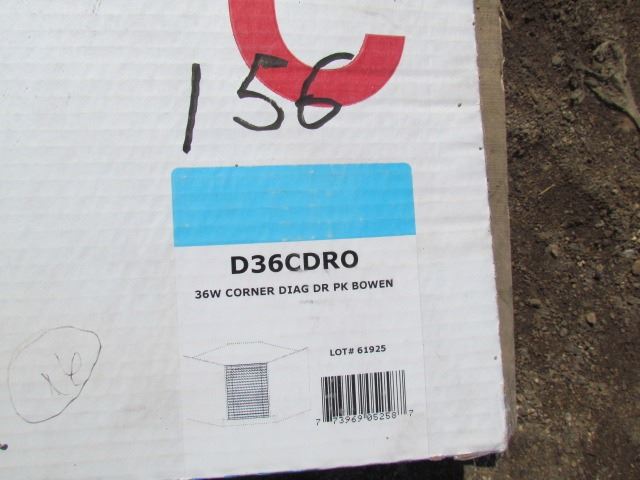 156
D36CDRO
36W CORNER DIAG DR PK BOWEN
LOT# 61925
7 73969 05258 7